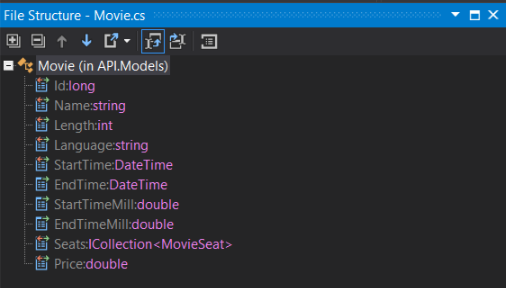 File Structure - Movie.cs
Movie (in API.Models)
Id:long
Name:string
Length:int
Language:string
StartTime:DateTime
EndTime:DateTime
StartTimeMill:double
EndTimeMill:double
Seats:ICollection<MovieSeat>
Price:double